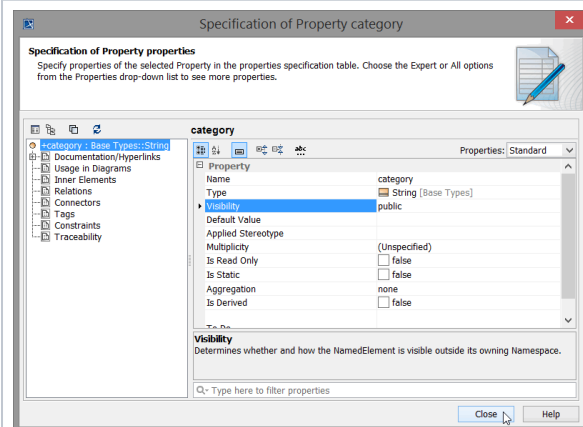 Specification of Property category
Specification of Property properties
Specify properties of the selected Property in the properties specification table. Choose the Expert or All options
from the Properties drop-down list to see more properties.
category
+category : Base Types::String
Documentation/Hyperlinks
Usage in Diagrams
Inner Elements
Relations
Connectors
Tags
Constraints
Traceability
Properties: Standard
Property
Name category
Type String [Base Types]
Visibility public
Default Value
Applied Stereotype
Multiplicity (Unspecified)
Is Read Only false
Is Static false
Aggregation none
Is Derived false
To Do
Visibility
Determines whether and how the NamedElement is visible outside its owning Namespace.
Type here to filter properties
Close Help